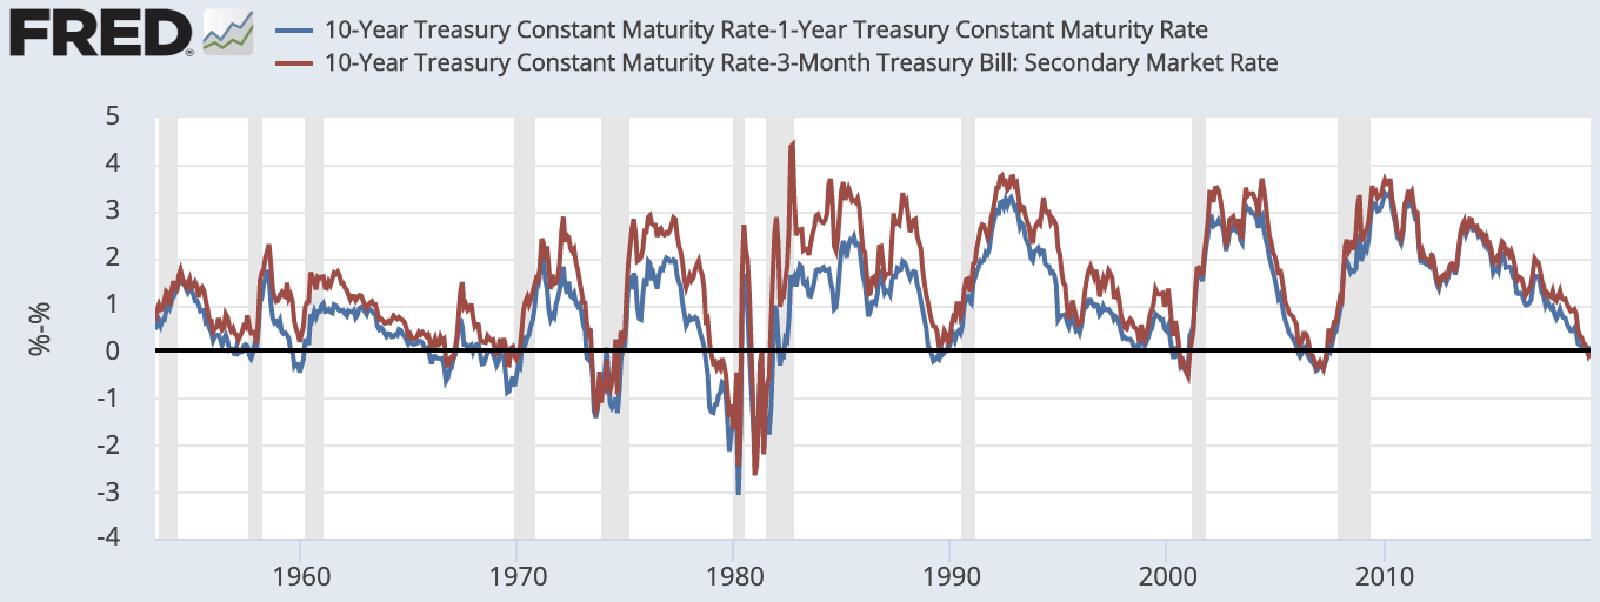 FRED
10-Year Treasury Constant Maturity Rate-1-Year Treasury Constant Maturity Rate
10-Year Treasury Constant Maturity Rate-3-Month Treasury Bill: Secondary Market Rate
5
4
3
2
1
0
-1
-2
-3
-4
%-%
1960 1970 1980 1990 2000 2010